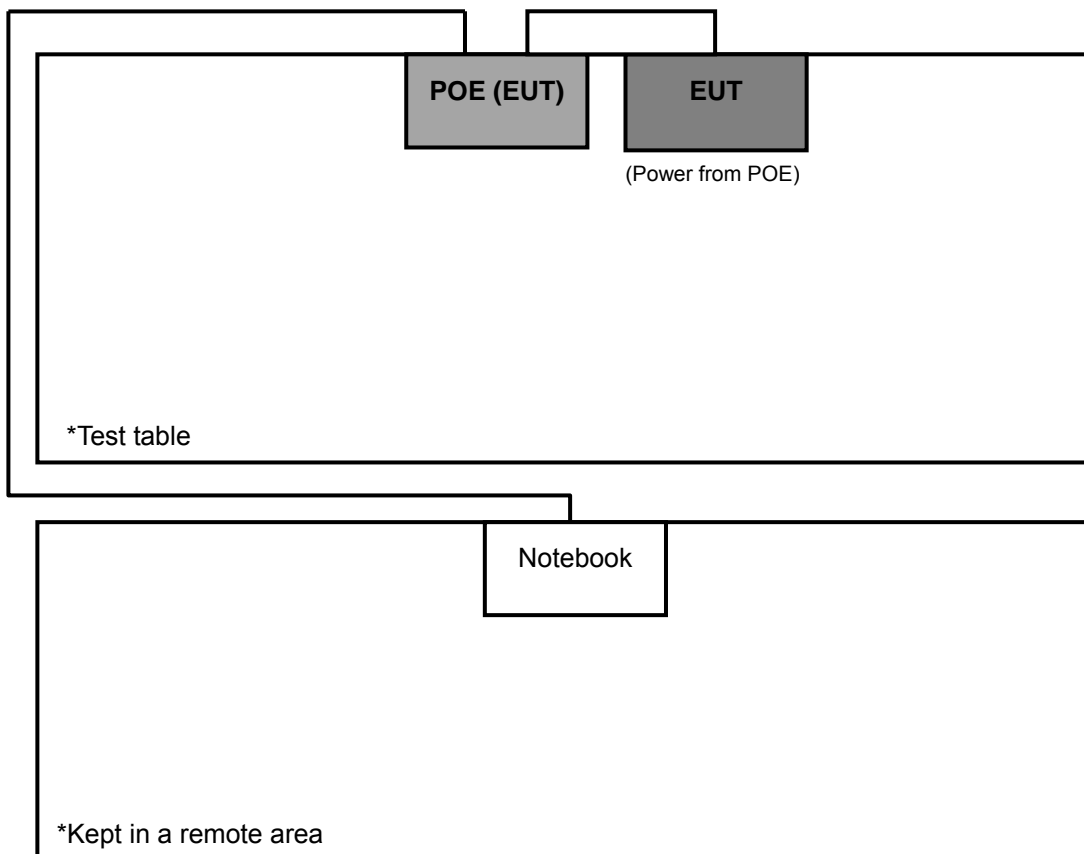 POE (EUT)
EUT
(Power from POE)
*Test table
Notebook
*Kept in a remote area